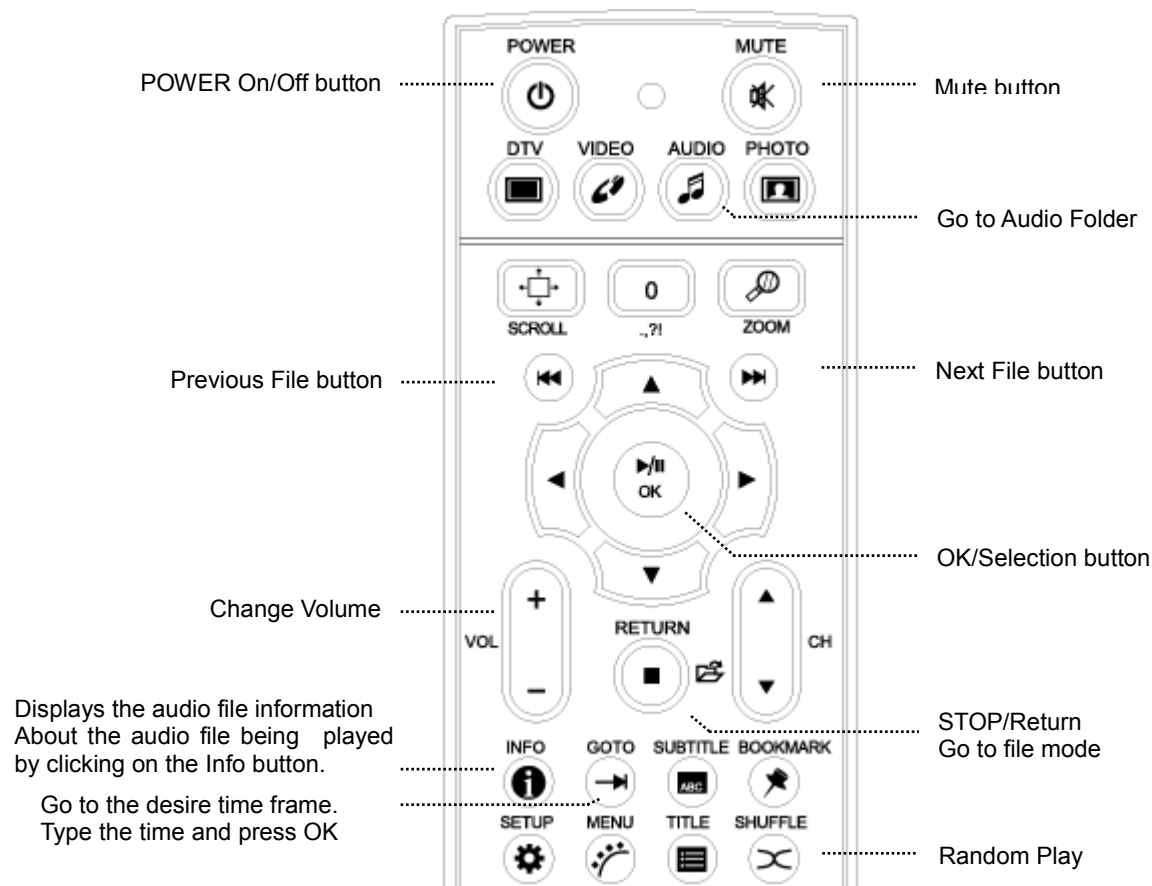 POWER
MUTE
POWER On/Off button
Mute button
DTV
VIDEO
AUDIO
PHOTO
Go to Audio Folder
0
SCROLL
.,?!
ZOOM
Previous File button
Next File button
OK
OK/Selection button
Change Volume
+
VOL
RETURN
CH
−
Displays the audio file information
About the audio file being played
by clicking on the Info button.
STOP/Return
Go to file mode
INFO
GOTO
SUBTITLE
BOOKMARK
ABC
Go to the desire time frame.
Type the time and press OK
SETUP
MENU
TITLE
SHUFFLE
Random Play